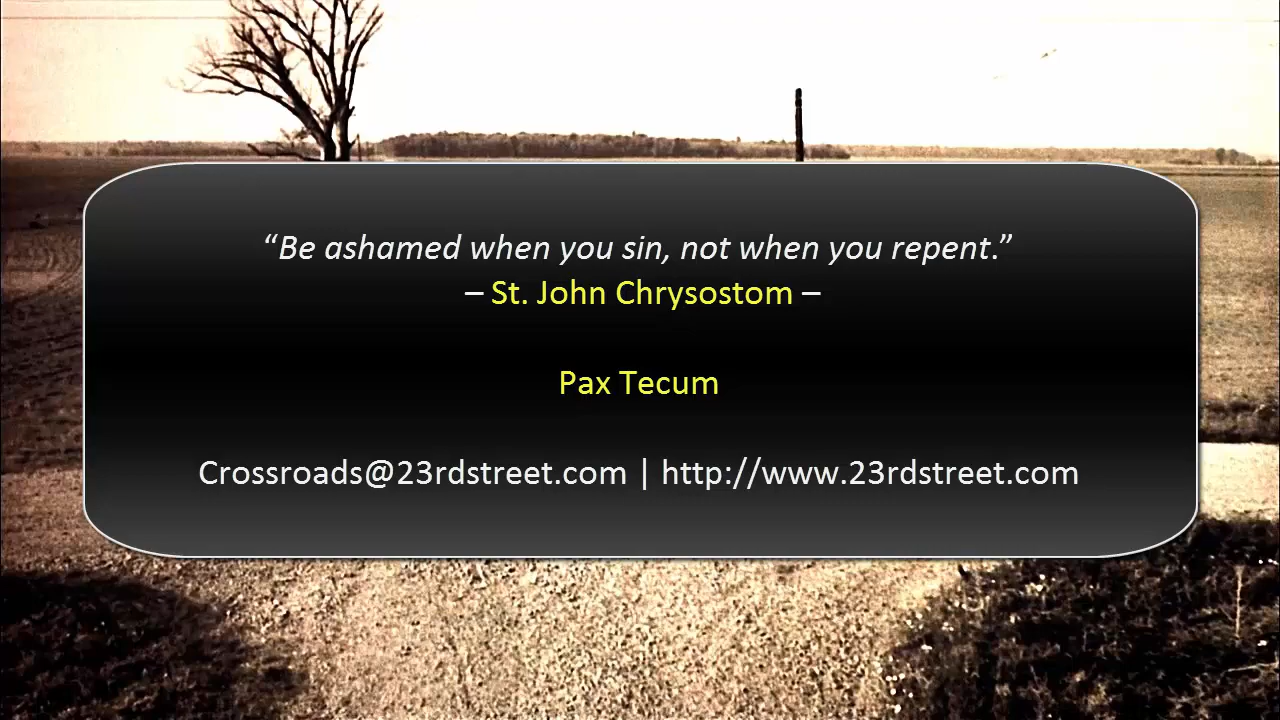 “Be ashamed when you sin, not when you repent.”
– St. John Chrysostom –
Pax Tecum
Crossroads@23rdstreet.com | http://www.23rdstreet.com